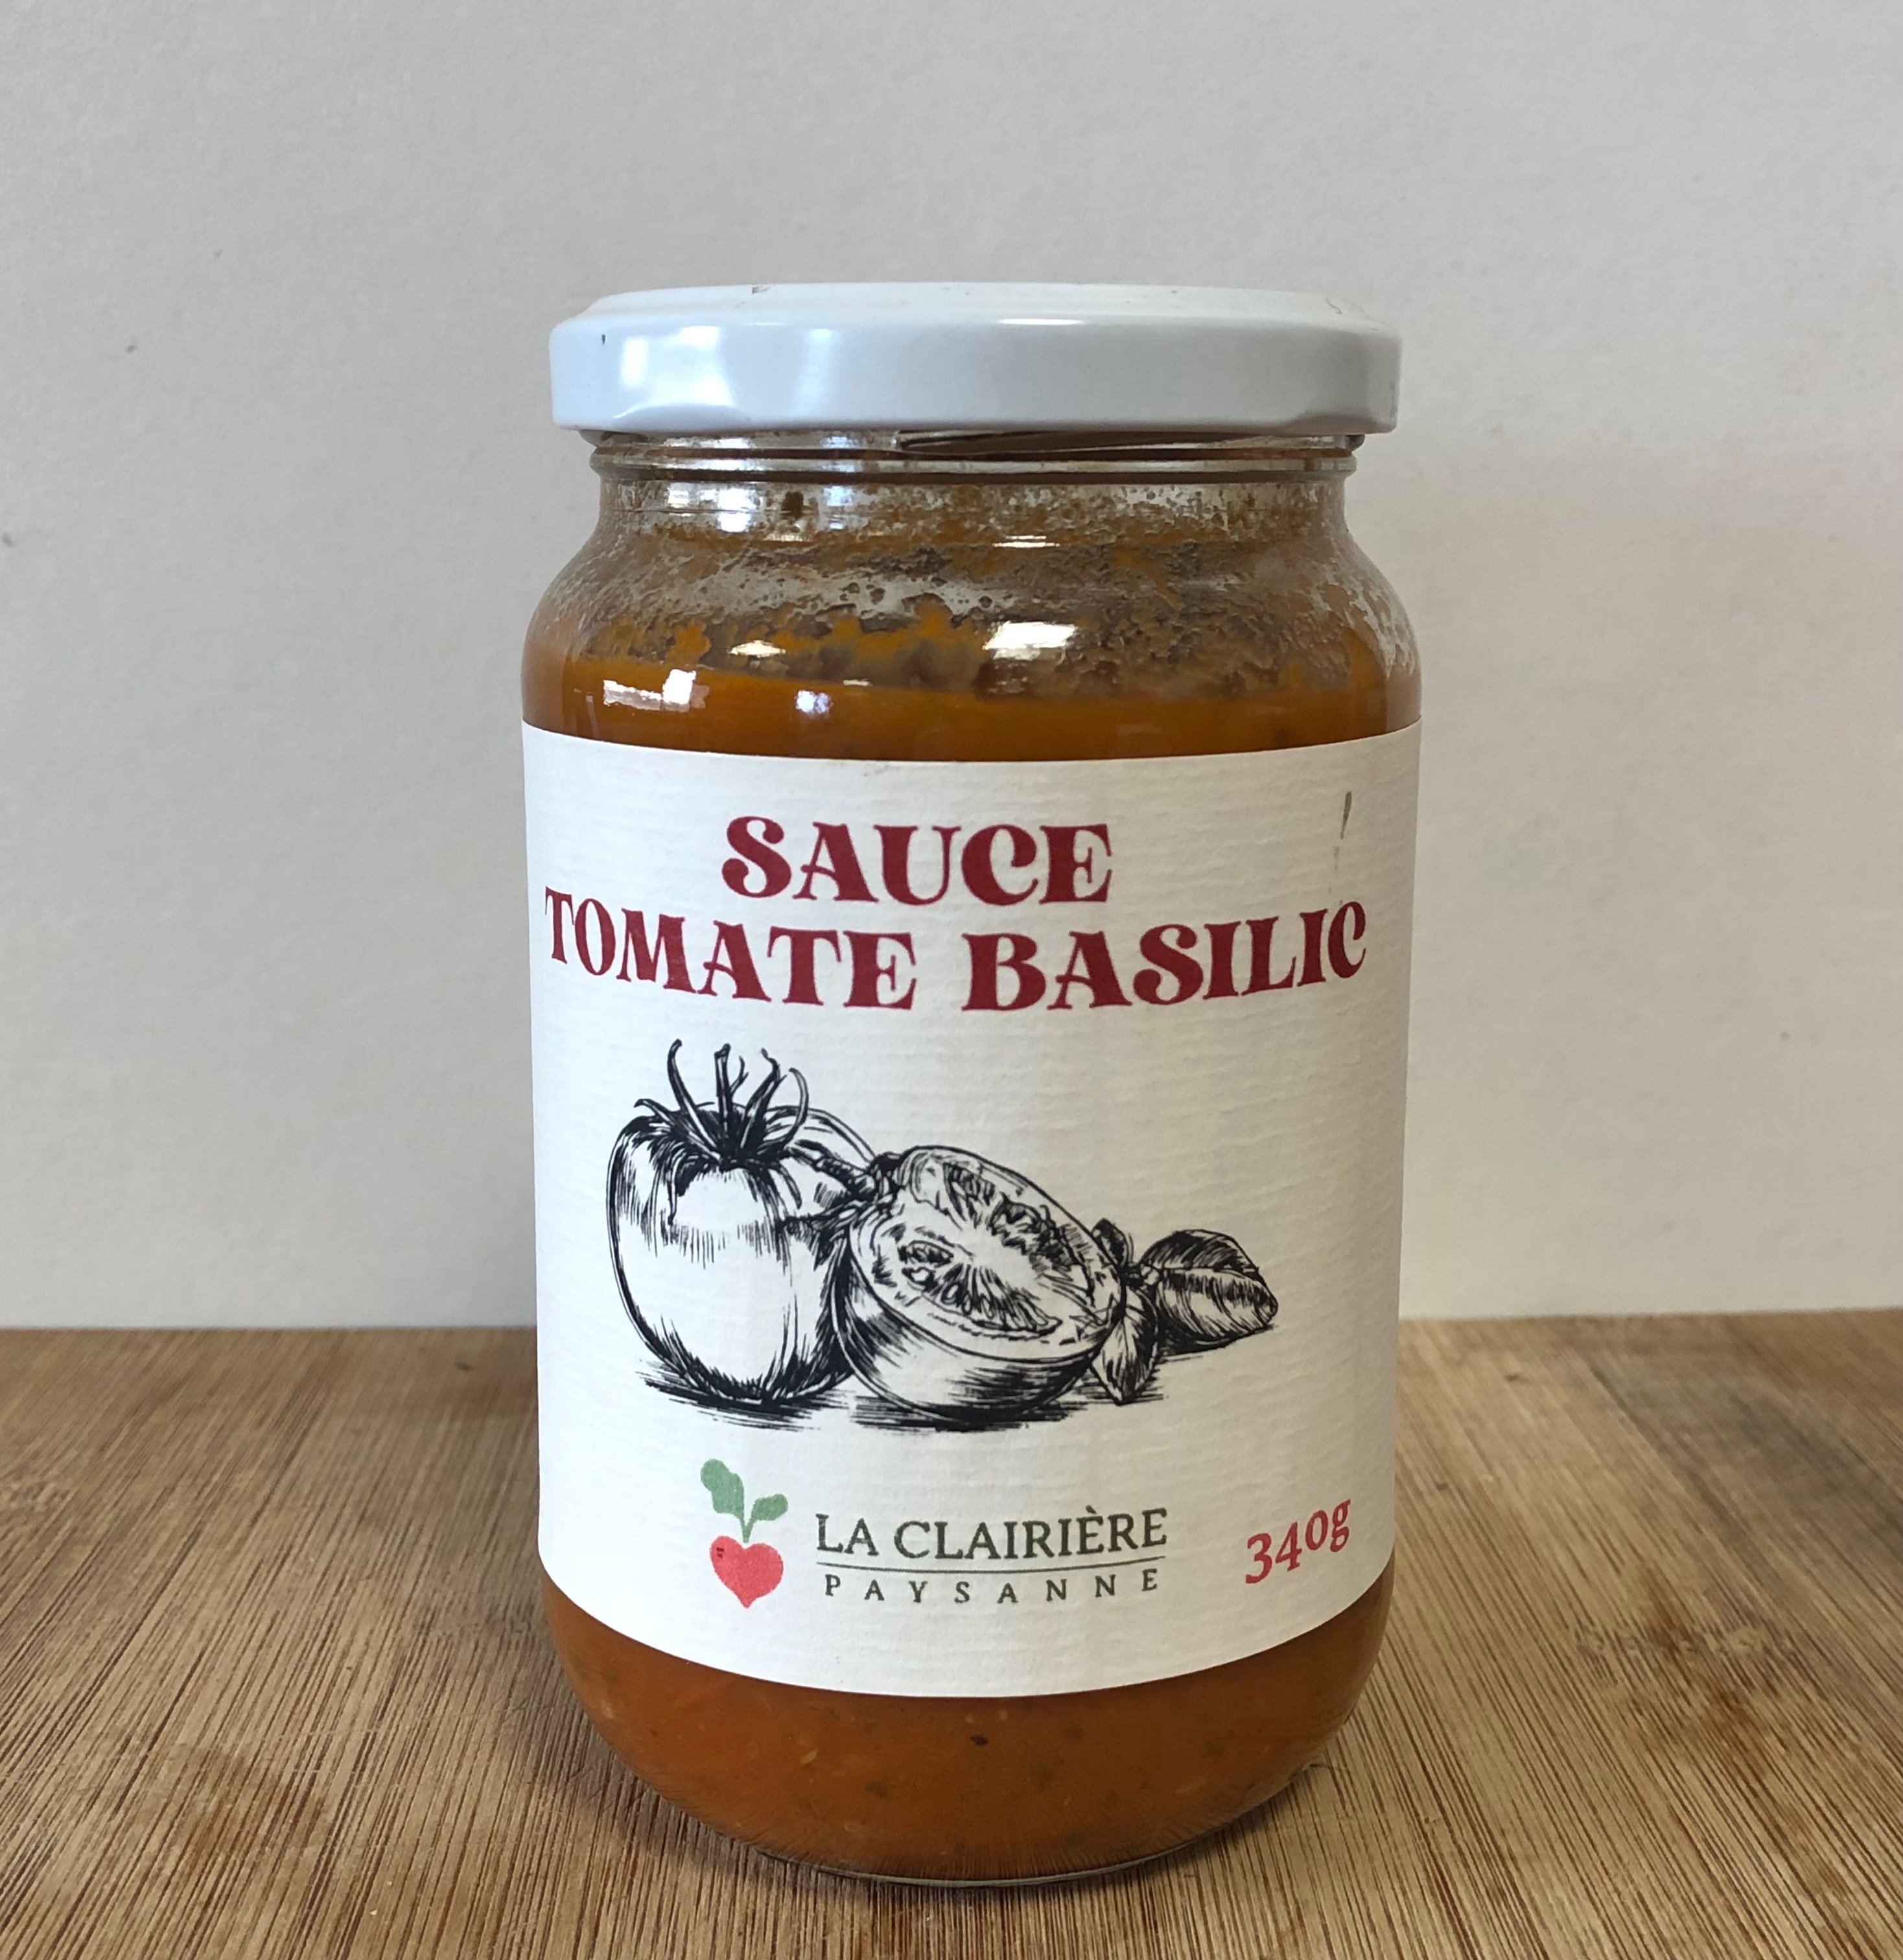 SAUCE
TOMATE BASILIC
LA CLAIRIÈRE
PAYSANNE
340g